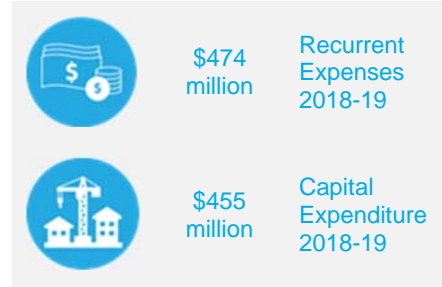 $474
million
Recurrent
Expenses
2018-19
$455
million
Capital
Expenditure
2018-19